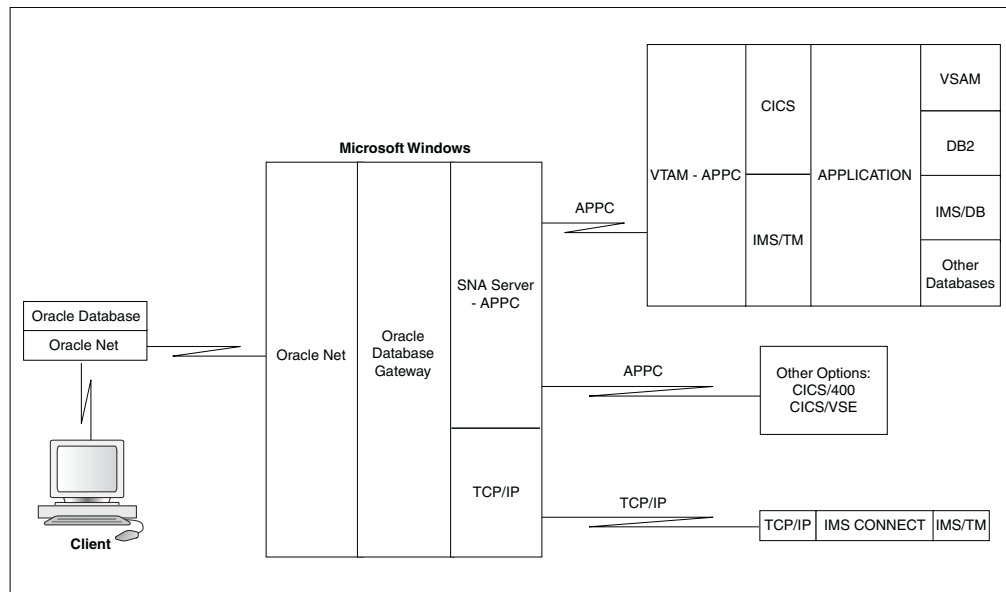 Microsoft Windows
Oracle Database
Oracle Net
Client
Oracle Net
Oracle
Database
Gateway
SNA Server
- APPC
TCP/IP
APPC
VTAM - APPC
CICS
IMS/TM
APPLICATION
VSAM
DB2
IMS/DB
Other
Databases
APPC
Other Options:
CICS/400
CICS/VSE
TCP/IP
TCP/IP
IMS CONNECT
IMS/TM